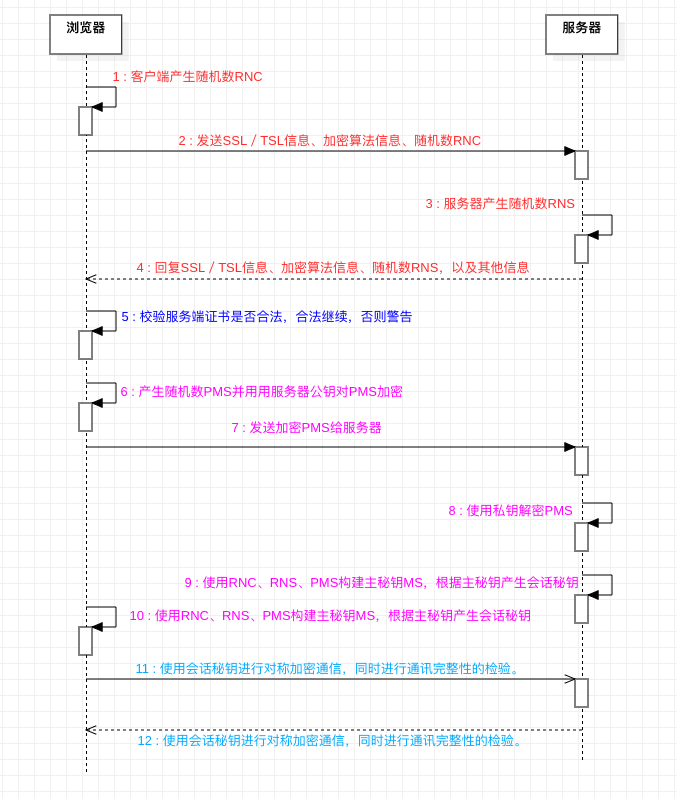 浏览器
服务器
1 : 客户端产生随机数RNC
2 : 发送SSL / TSL信息、加密算法信息、随机数RNC
3 : 服务器产生随机数RNS
4 : 回复SSL / TSL信息、加密算法信息、随机数RNS，以及其他信息
5 : 校验服务端证书是否合法，合法继续，否则警告
6 : 产生随机数PMS并用用服务器公钥对PMS加密
7 : 发送加密PMS给服务器
8 : 使用私钥解密PMS
9 : 使用RNC、RNS、PMS构建主秘钥MS，根据主秘钥产生会话秘钥
10 : 使用RNC、RNS、PMS构建主秘钥MS，根据主秘钥产生会话秘钥
11 : 使用会话秘钥进行对称加密通信，同时进行通讯完整性的检验。
12 : 使用会话秘钥进行对称加密通信，同时进行通讯完整性的检验。